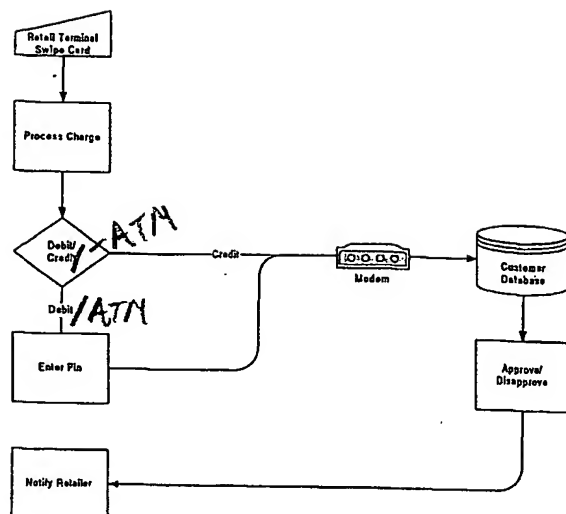 Retail Terminal
Swipe Card
Process Charge
Debit/
Credit
/-ATM
Credit
Modem
Customer
Database
Debit
/ATM
Enter Pin
Approve/
Disapprove
Notify Retailer